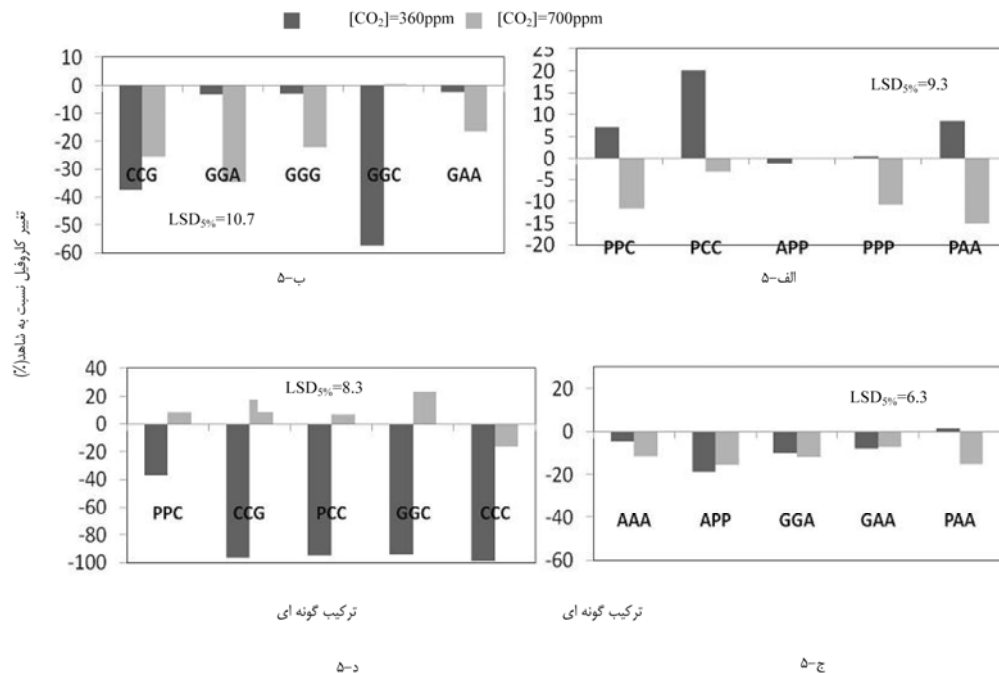 [CO₂]=360ppm [CO₂]=700ppm
تغییر کلروفیل نسبت به شاهد(٪)
10
0
-10
-20
-30
-40
-50
-60
CCG GGA GGG GGC GAA
LSD5%=10.7
ب-۵
25
20
15
10
5
0
-5
-10
-15
-20
LSD5%=9.3
PPC PCC APP PPP PAA
الف-۵
40
20
0
-20
-40
-60
-80
-100
LSD5%=8.3
PPC CCG PCC GGC CCC
ترکیب گونه ای
د-۵
20
0
-20
-40
-60
LSD5%=6.3
AAA APP GGA GAA PAA
ترکیب گونه ای
ج-۵